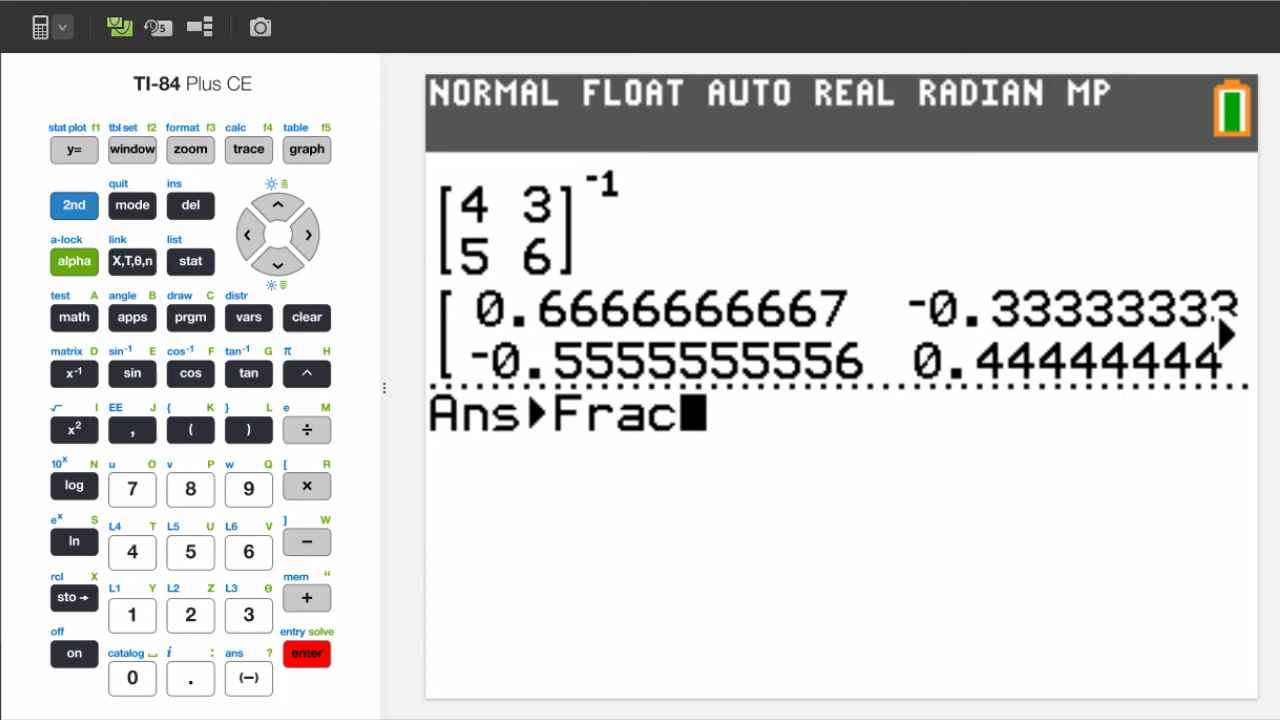 TI-84 Plus CE
NORMAL FLOAT AUTO REAL RADIAN MP
[4 3]⁻¹
[5 6]
[ 0.6666666667 -0.33333333
-0.5555555556 0.44444444
Ans▶Frac
stat plot f1 tbl set f2 format f3 calc f4 table f5
y= window zoom trace graph
quit ins
2nd mode del
a-lock link list
alpha X,T,θ,n stat
test A angle B draw C distr
math apps prgm vars clear
matrix D sin⁻¹ E cos⁻¹ F tan⁻¹ G π H
x⁻¹ sin cos tan ^
√ I EE J { K } L e M
x² , ( ) ÷
10ˣ N u O v P w Q [ R
log 7 8 9 ×
eˣ S L4 T L5 U L6 V ] W
ln 4 5 6 −
rcl X L1 Y L2 Z L3 θ mem “
sto→ 1 2 3 +
off catalog ⎵ i : ans ? entry solve
on 0 . (−) enter